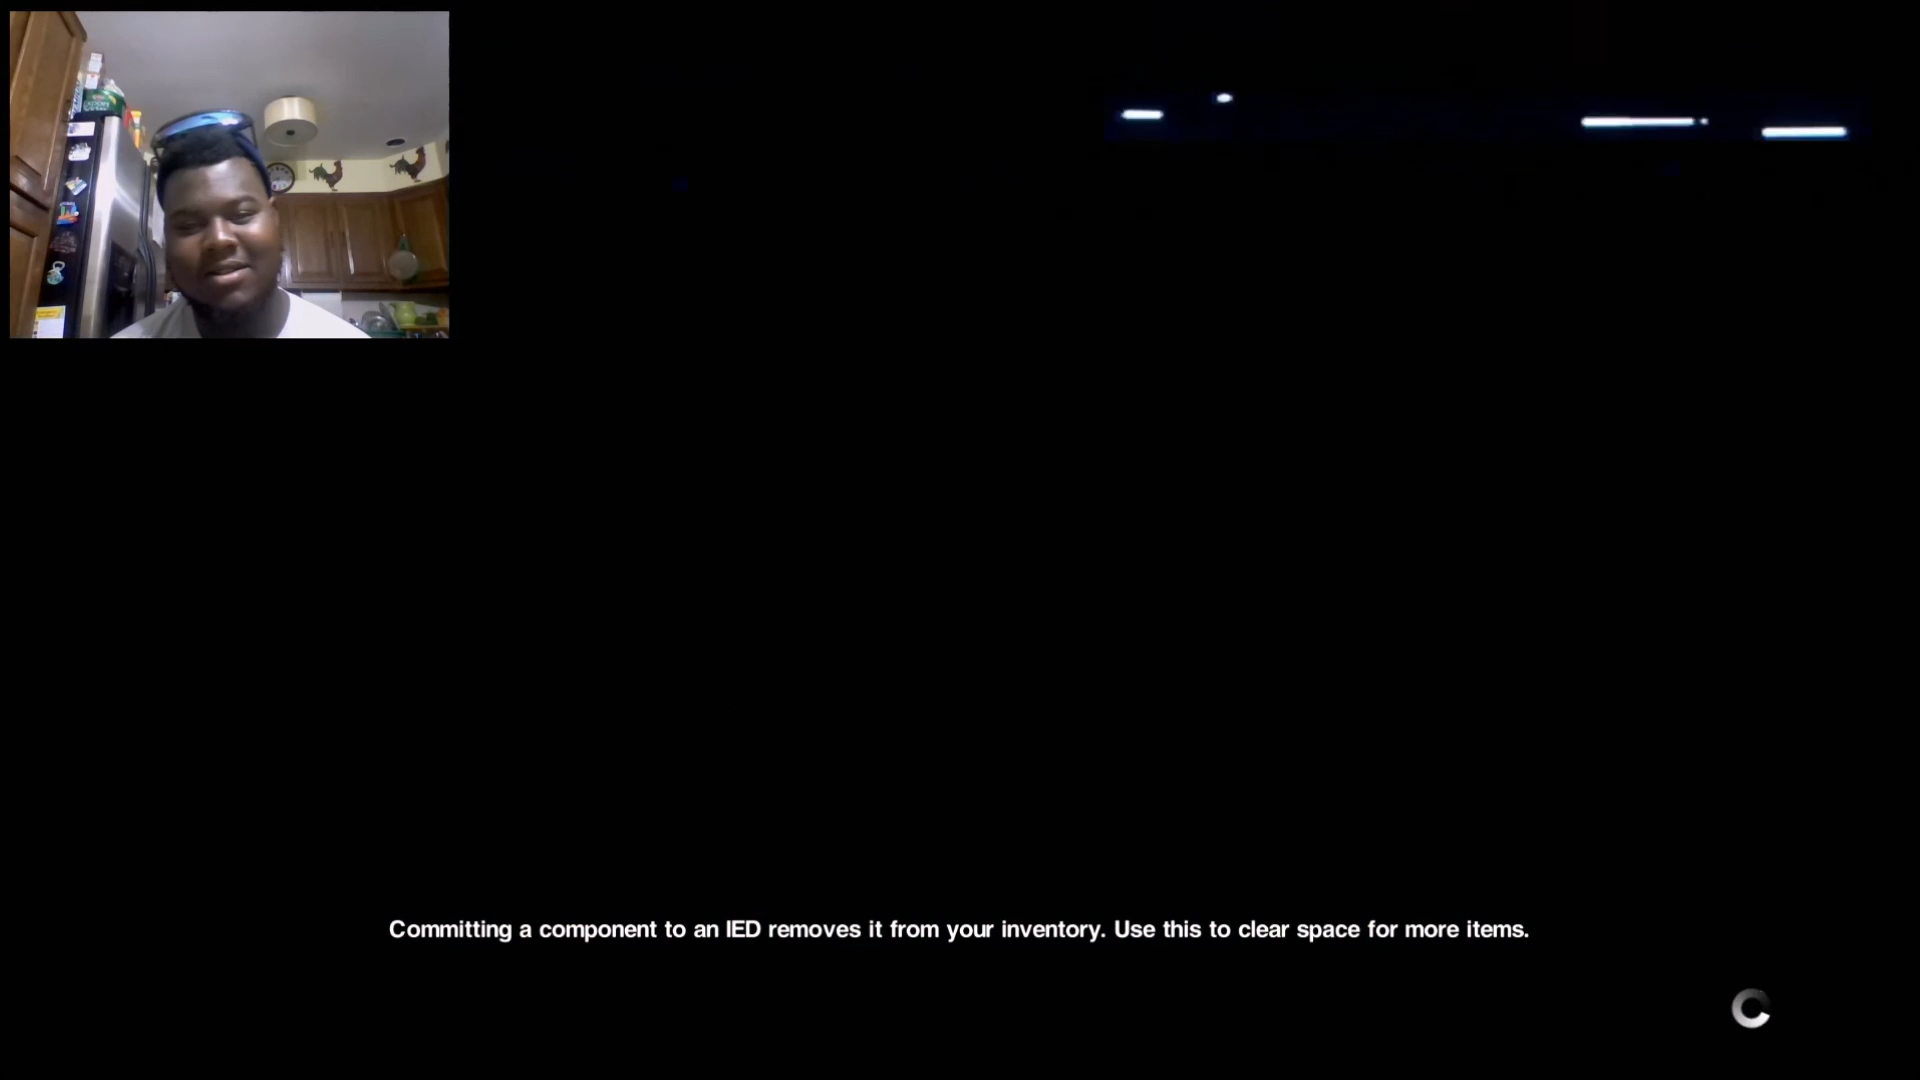 Committing a component to an IED removes it from your inventory. Use this to clear space for more items.